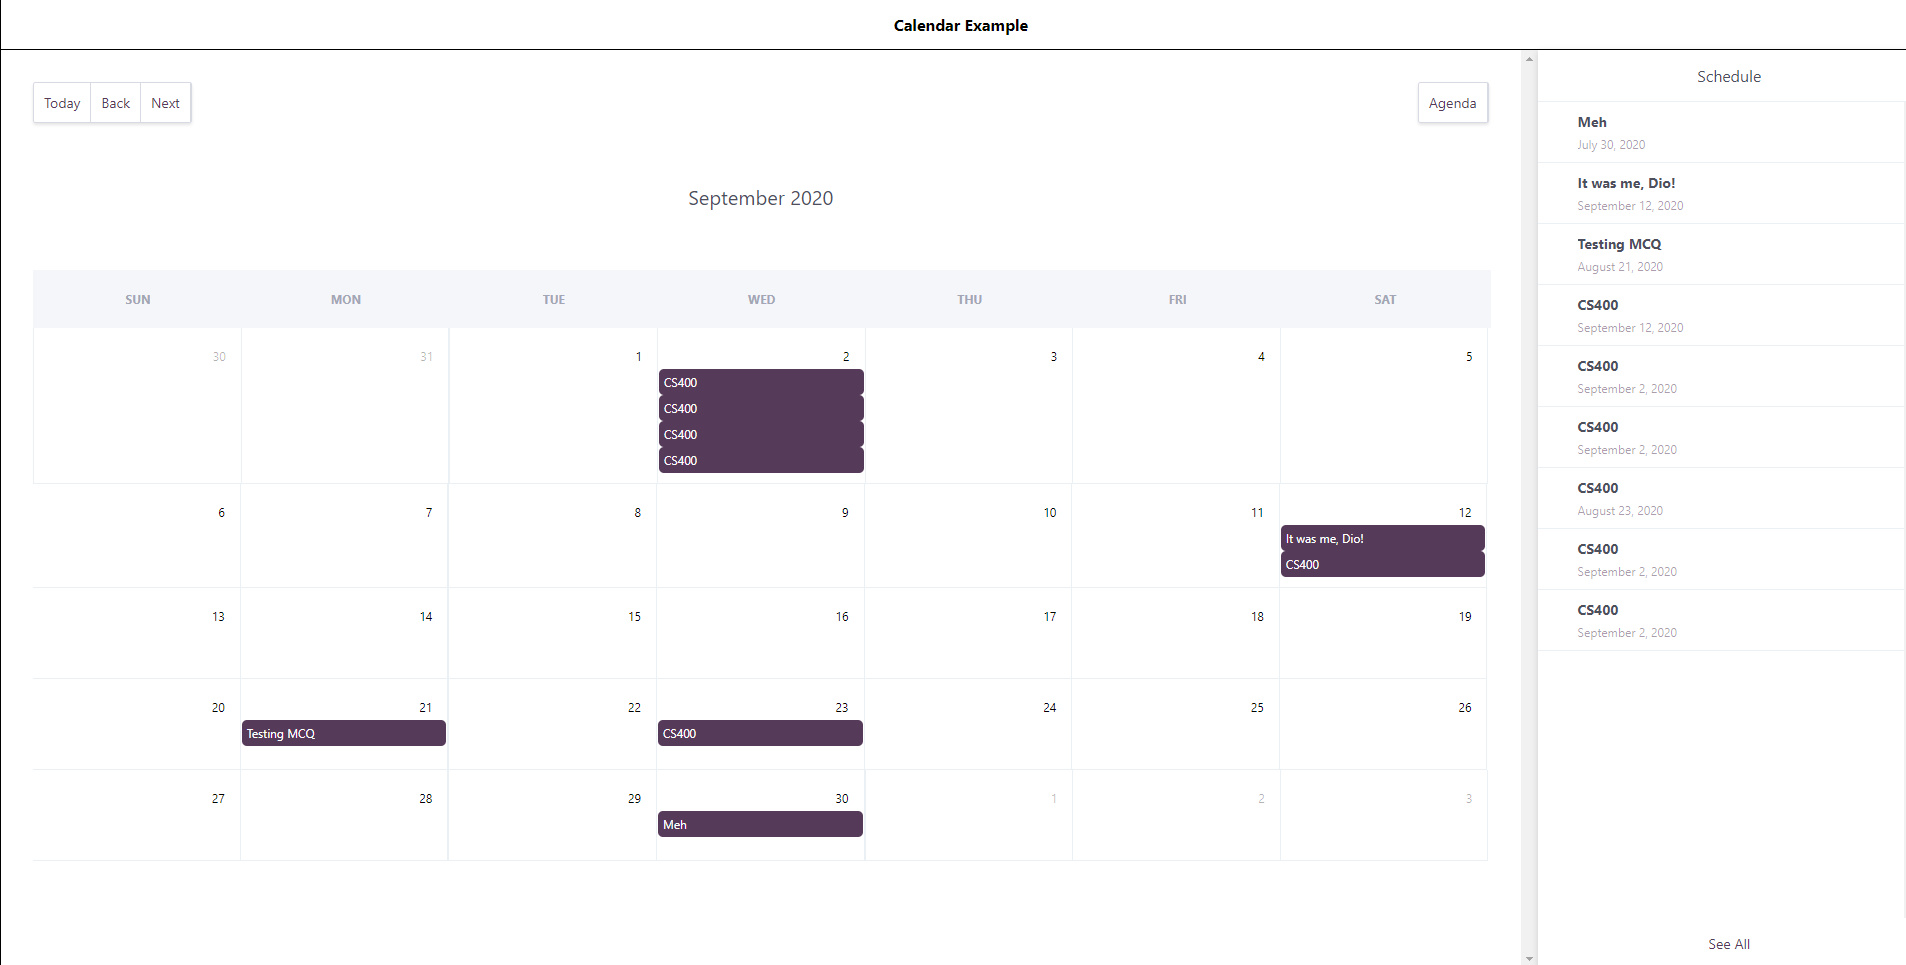 Calendar Example
Today Back Next Agenda
September 2020
SUN MON TUE WED THU FRI SAT
30 31 1 2 3 4 5
CS400
CS400
CS400
CS400
6 7 8 9 10 11 12
It was me, Dio!
CS400
13 14 15 16 17 18 19
20 21 22 23 24 25 26
Testing MCQ CS400
27 28 29 30 1 2 3
Meh
Schedule
Meh
July 30, 2020
It was me, Dio!
September 12, 2020
Testing MCQ
August 21, 2020
CS400
September 12, 2020
CS400
September 2, 2020
CS400
September 2, 2020
CS400
August 23, 2020
CS400
September 2, 2020
CS400
September 2, 2020
See All